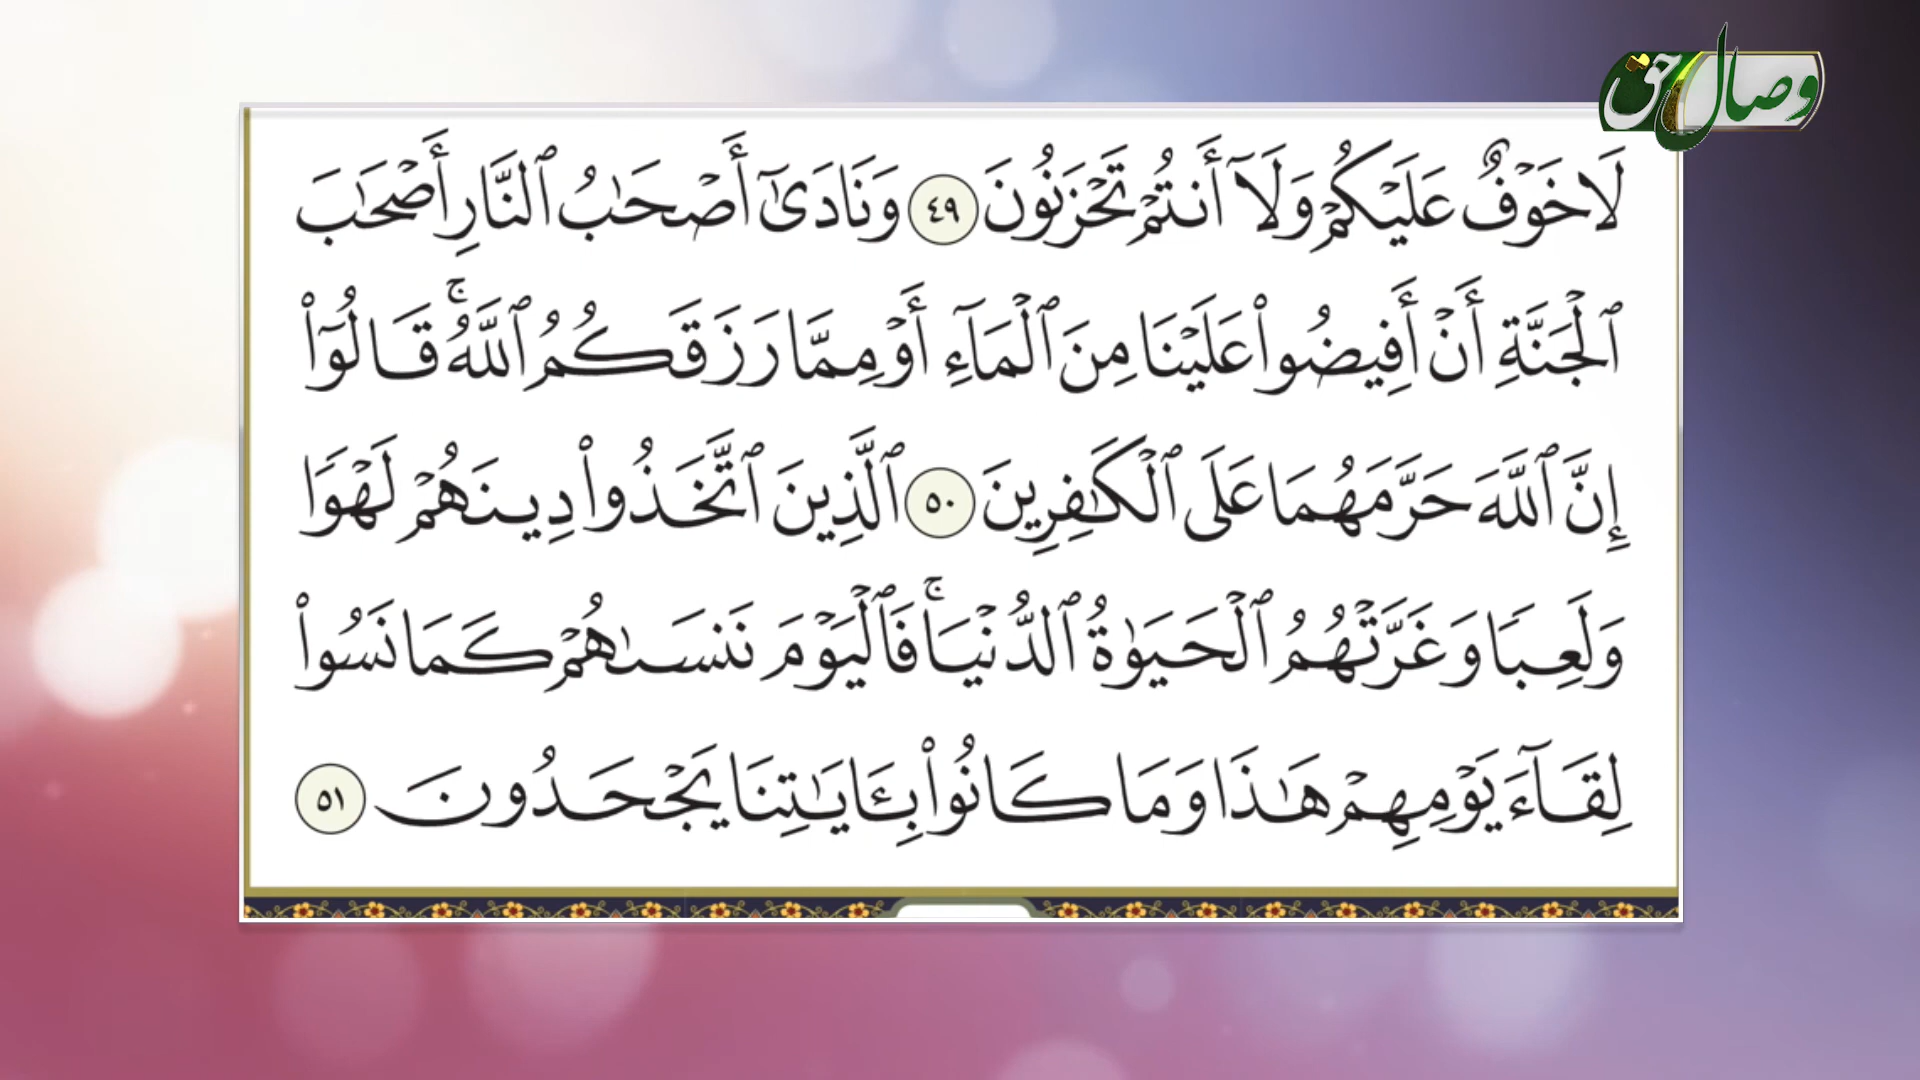 وصال حق
لَا خَوۡفٌ عَلَيۡكُمۡ وَلَآ أَنتُمۡ تَحۡزَنُونَ ٤٩ وَنَادَىٰٓ أَصۡحَٰبُ ٱلنَّارِ أَصۡحَٰبَ
ٱلۡجَنَّةِ أَنۡ أَفِيضُواْ عَلَيۡنَا مِنَ ٱلۡمَآءِ أَوۡ مِمَّا رَزَقَكُمُ ٱللَّهُۚ قَالُوٓاْ
إِنَّ ٱللَّهَ حَرَّمَهُمَا عَلَى ٱلۡكَٰفِرِينَ ٥٠ ٱلَّذِينَ ٱتَّخَذُواْ دِينَهُمۡ لَهۡوٗا
وَلَعِبٗا وَغَرَّتۡهُمُ ٱلۡحَيَوٰةُ ٱلدُّنۡيَاۚ فَٱلۡيَوۡمَ نَنسَىٰهُمۡ كَمَا نَسُواْ
لِقَآءَ يَوۡمِهِمۡ هَٰذَا وَمَا كَانُواْ بِـَٔايَٰتِنَا يَجۡحَدُونَ ٥١